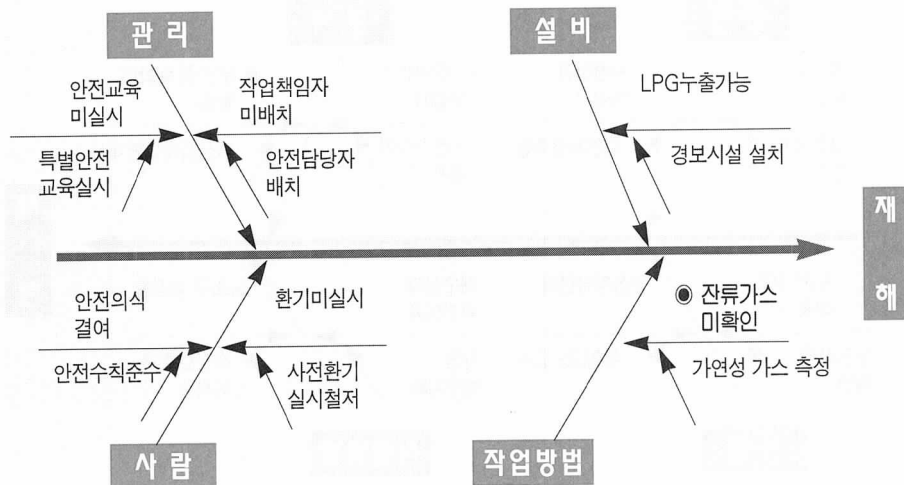 관 리
설 비
안전교육
미실시
작업책임자
미배치
LPG누출가능
특별안전
교육실시
안전담당자
배치
경보시설 설치
재
해
안전의식
결여
환기미실시
◉ 잔류가스
미확인
안전수칙준수
사전환기
실시철저
가연성 가스 측정
사 람
작업방법